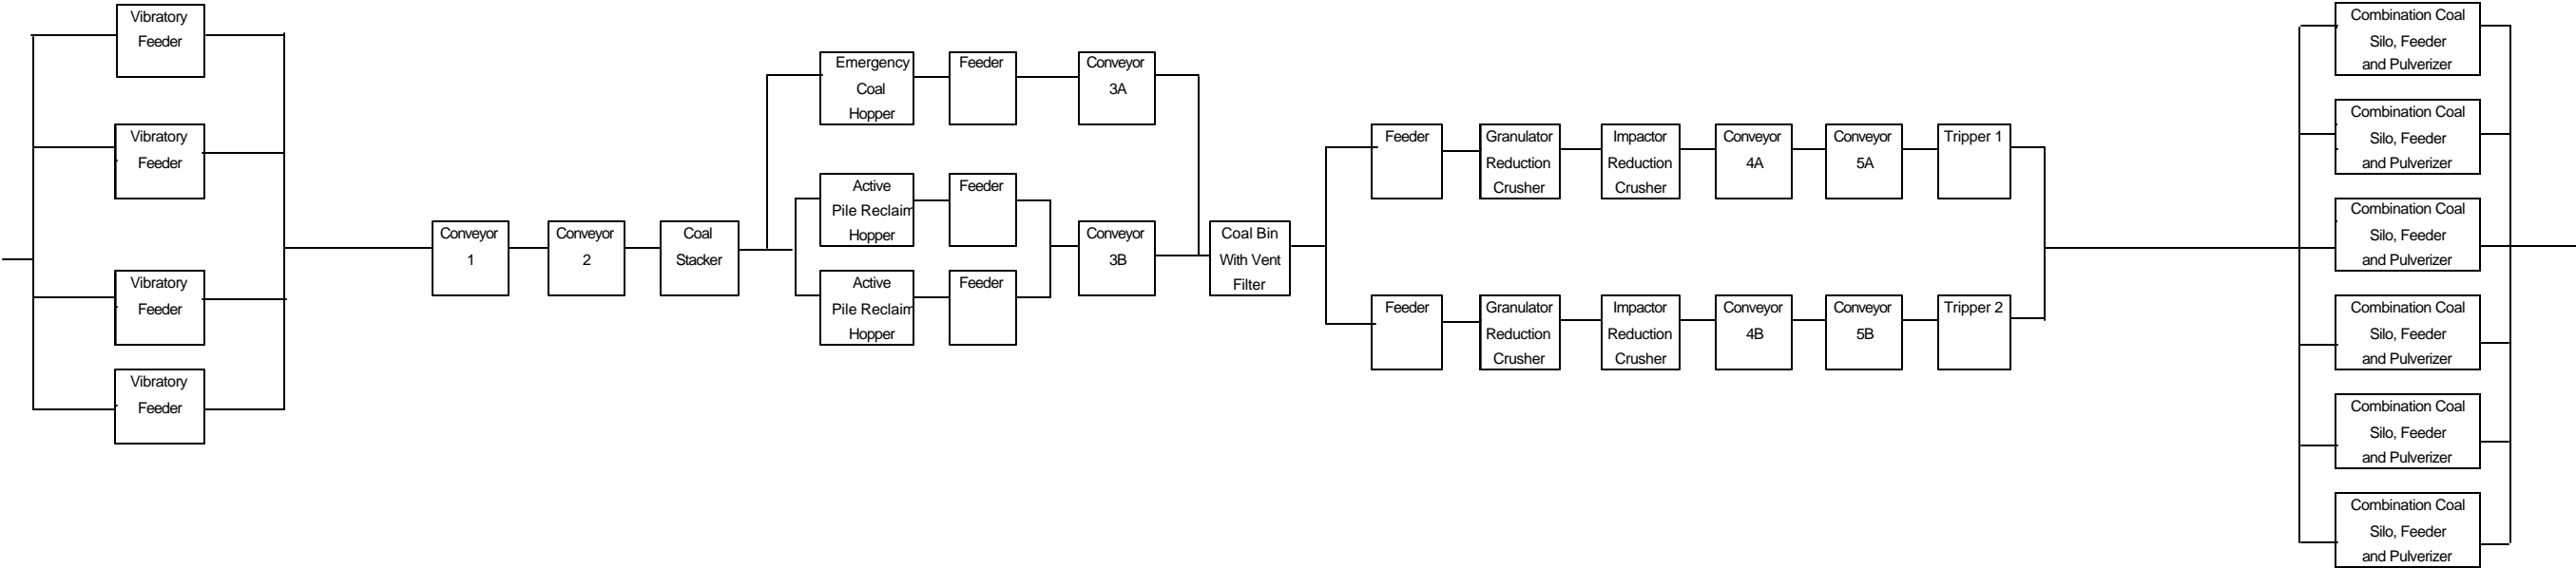 Vibratory
Feeder
Vibratory
Feeder
Vibratory
Feeder
Vibratory
Feeder
Conveyor
1
Conveyor
2
Coal
Stacker
Emergency
Coal
Hopper
Feeder
Conveyor
3A
Active
Pile Reclaim
Hopper
Feeder
Active
Pile Reclaim
Hopper
Feeder
Conveyor
3B
Coal Bin
With Vent
Filter
Feeder
Granulator
Reduction
Crusher
Impactor
Reduction
Crusher
Conveyor
4A
Conveyor
5A
Tripper 1
Feeder
Granulator
Reduction
Crusher
Impactor
Reduction
Crusher
Conveyor
4B
Conveyor
5B
Tripper 2
Combination Coal
Silo, Feeder
and Pulverizer
Combination Coal
Silo, Feeder
and Pulverizer
Combination Coal
Silo, Feeder
and Pulverizer
Combination Coal
Silo, Feeder
and Pulverizer
Combination Coal
Silo, Feeder
and Pulverizer
Combination Coal
Silo, Feeder
and Pulverizer